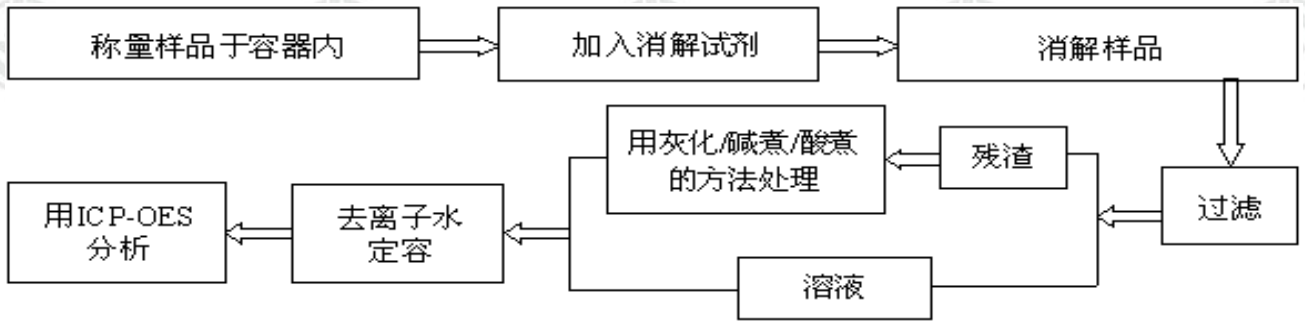 称量样品于容器内
加入消解试剂
消解样品
过滤
残渣
用灰化/碱煮/酸煮
的方法处理
溶液
去离子水
定容
用ICP-OES
分析